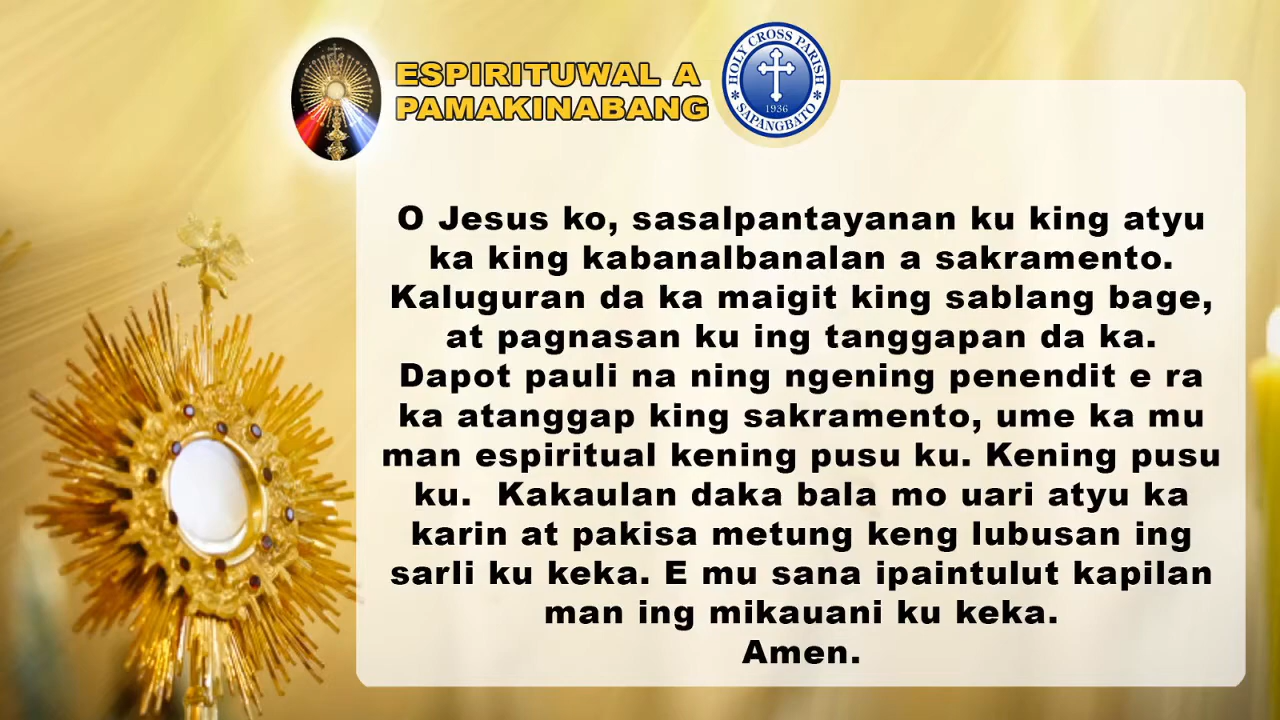 ESPIRITUWAL A
PAMAKINABANG
HOLY CROSS PARISH
1936
SAPANGBATO
O Jesus ko, sasalpantayanan ku king atyu
ka king kabanalbanalan a sakramento.
Kaluguran da ka maigit king sablang bage,
at pagnasan ku ing tanggapan da ka.
Dapot pauli na ning ngening penendit e ra
ka atanggap king sakramento, ume ka mu
man espiritual kening pusu ku. Kening pusu
ku.  Kakaulan daka bala mo uari atyu ka
karin at pakisa metung keng lubusan ing
sarli ku keka. E mu sana ipaintulut kapilan
man ing mikauani ku keka.
Amen.